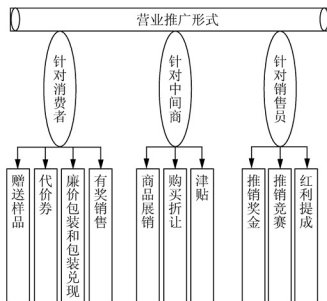 营业推广形式
针对消费者
针对中间商
针对销售员
赠送样品
代价券
廉价包装和包装兑现
有奖销售
商品展销
购买折让
津贴
推销奖金
推销竞赛
红利提成